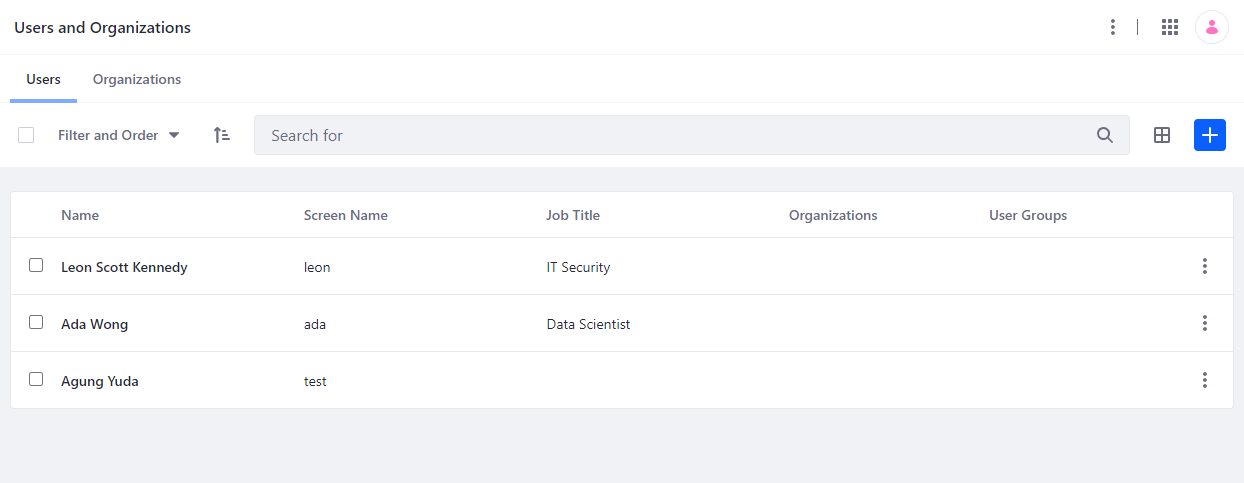 Users and Organizations
Users Organizations
Filter and Order Search for
Name Screen Name Job Title Organizations User Groups
Leon Scott Kennedy leon IT Security
Ada Wong ada Data Scientist
Agung Yuda test